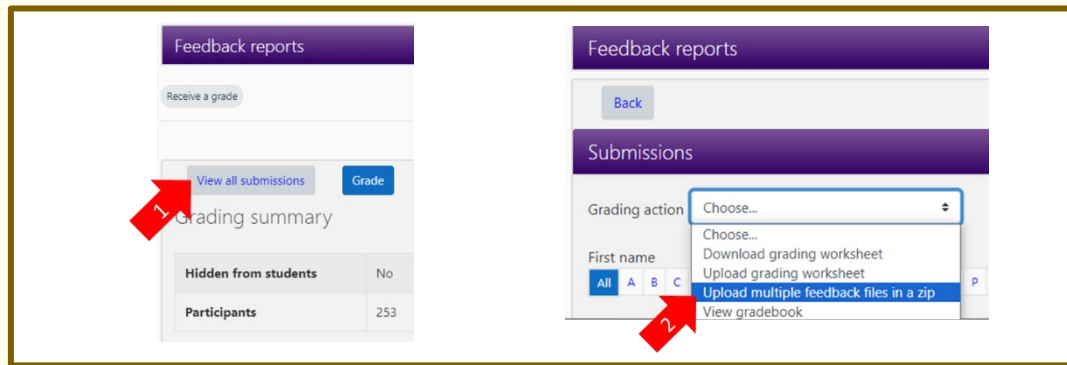 Feedback reports
Receive a grade
View all submissions Grade
1
Grading summary
Hidden from students No
Participants 253
Feedback reports
Back
Submissions
Grading action Choose...
Choose...
Download grading worksheet
First name
Upload grading worksheet
All A B C Upload multiple feedback files in a zip P
View gradebook
2